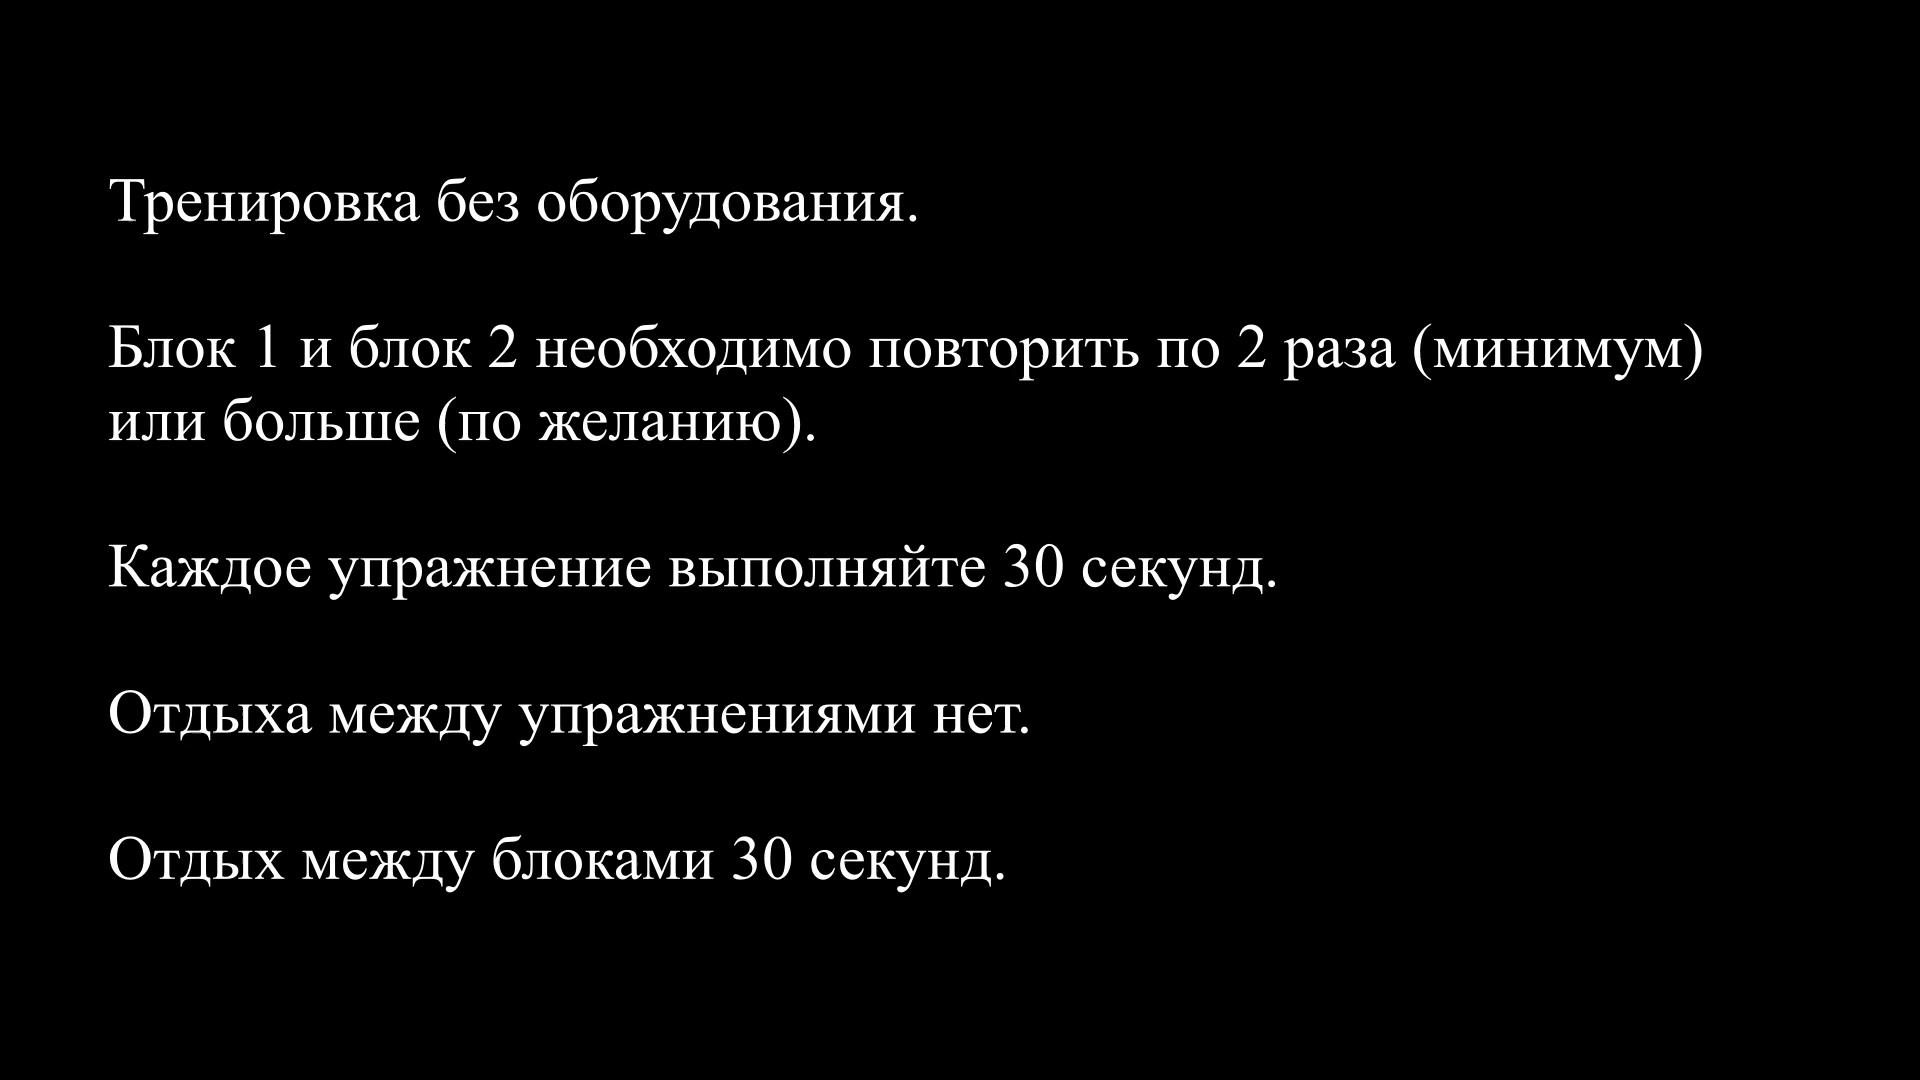 Тренировка без оборудования.
Блок 1 и блок 2 необходимо повторить по 2 раза (минимум)
или больше (по желанию).
Каждое упражнение выполняйте 30 секунд.
Отдыха между упражнениями нет.
Отдых между блоками 30 секунд.